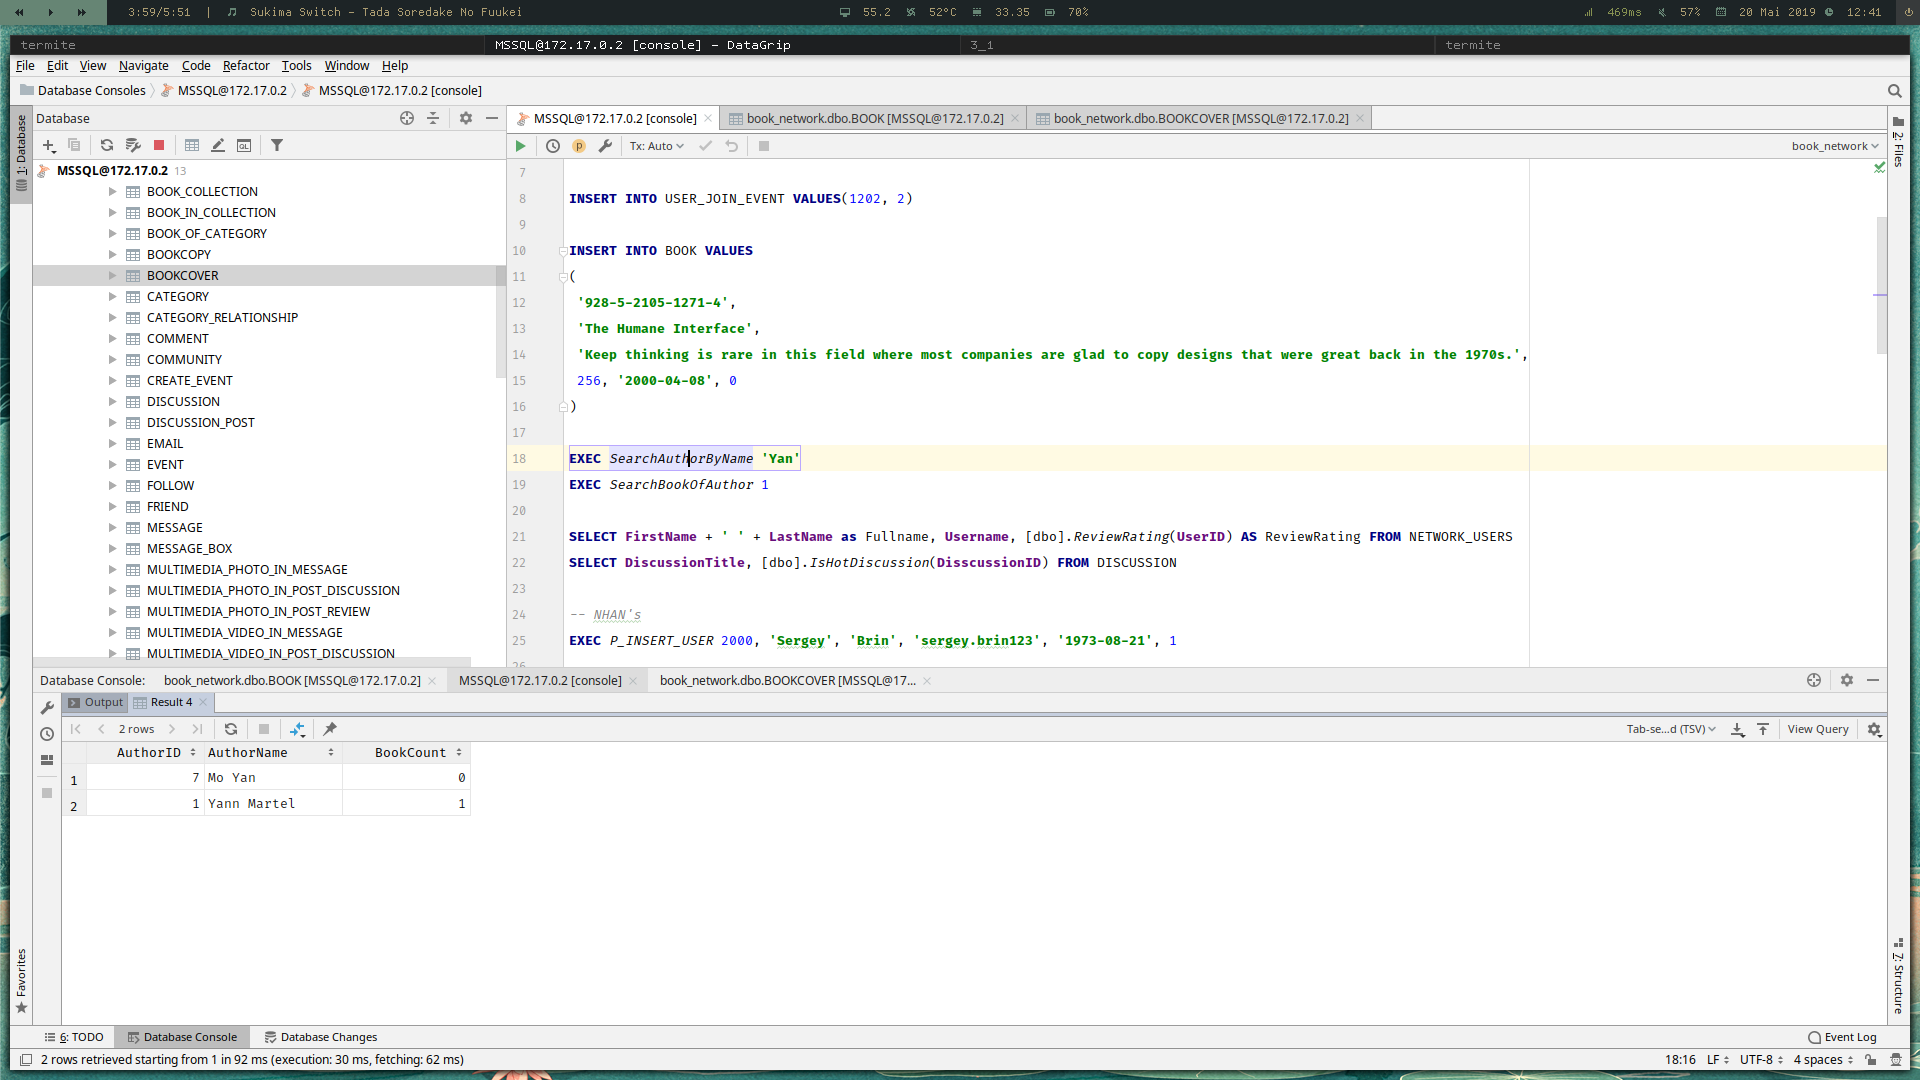 3:59/5:51 | Sukima Switch – Tada Soredake No Fuukei 55.2 52°C 33.35 70% 469ms 57% 20 Mai 2019 12:41
termite MSSQL@172.17.0.2 [console] – DataGrip 3_1 termite
File Edit View Navigate Code Refactor Tools Window Help
Database Consoles MSSQL@172.17.0.2 MSSQL@172.17.0.2 [console]
1: Database
Database
MSSQL@172.17.0.2 13
BOOK_COLLECTION
BOOK_IN_COLLECTION
BOOK_OF_CATEGORY
BOOKCOPY
BOOKCOVER
CATEGORY
CATEGORY_RELATIONSHIP
COMMENT
COMMUNITY
CREATE_EVENT
DISCUSSION
DISCUSSION_POST
EMAIL
EVENT
FOLLOW
FRIEND
MESSAGE
MESSAGE_BOX
MULTIMEDIA_PHOTO_IN_MESSAGE
MULTIMEDIA_PHOTO_IN_POST_DISCUSSION
MULTIMEDIA_PHOTO_IN_POST_REVIEW
MULTIMEDIA_VIDEO_IN_MESSAGE
MULTIMEDIA_VIDEO_IN_POST_DISCUSSION
MSSQL@172.17.0.2 [console] book_network.dbo.BOOK [MSSQL@172.17.0.2] book_network.dbo.BOOKCOVER [MSSQL@172.17.0.2]
Tx: Auto book_network
2: Files
7
8 INSERT INTO USER_JOIN_EVENT VALUES(1202, 2)
9
10 INSERT INTO BOOK VALUES
11 (
12 '928-5-2105-1271-4',
13 'The Humane Interface',
14 'Keep thinking is rare in this field where most companies are glad to copy designs that were great back in the 1970s.',
15 256, '2000-04-08', 0
16 )
17
18 EXEC SearchAuthorByName 'Yan'
19 EXEC SearchBookOfAuthor 1
20
21 SELECT FirstName + ' ' + LastName as Fullname, Username, [dbo].ReviewRating(UserID) AS ReviewRating FROM NETWORK_USERS
22 SELECT DiscussionTitle, [dbo].IsHotDiscussion(DisscussionID) FROM DISCUSSION
23
24 -- NHAN's
25 EXEC P_INSERT_USER 2000, 'Sergey', 'Brin', 'sergey.brin123', '1973-08-21', 1
26
Database Console: book_network.dbo.BOOK [MSSQL@172.17.0.2] MSSQL@172.17.0.2 [console] book_network.dbo.BOOKCOVER [MSSQL@17...
Output Result 4
2 rows Tab-se...d (TSV) View Query
AuthorID AuthorName BookCount
1 7 Mo Yan 0
2 1 Yann Martel 1
Favorites
7: Structure
6: TODO Database Console Database Changes Event Log
2 rows retrieved starting from 1 in 92 ms (execution: 30 ms, fetching: 62 ms) 18:16 LF UTF-8 4 spaces